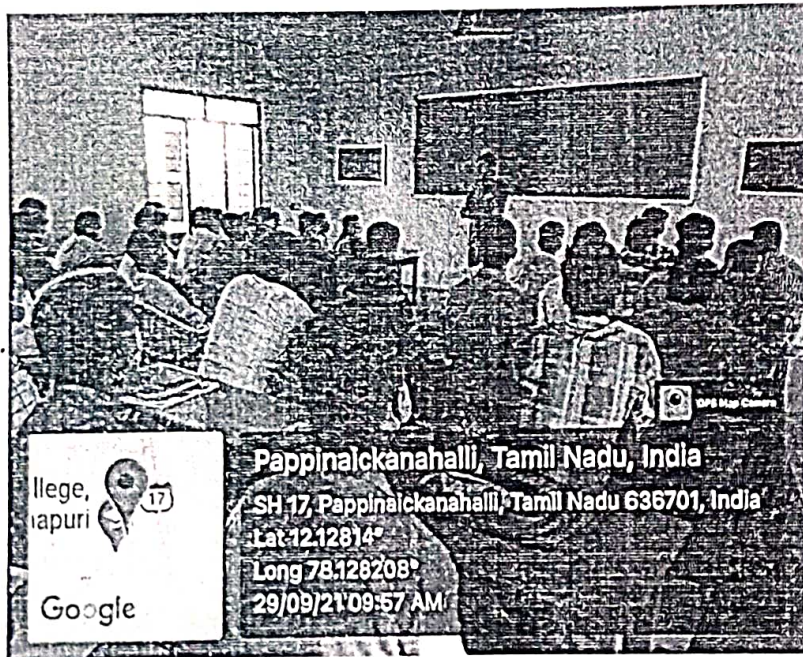 GPS Map Camera
llege,
apuri
17
Google
Pappinaickanahalli, Tamil Nadu, India
SH 17, Pappinaickanahalli, Tamil Nadu 636701, India
Lat 12.12814°
Long 78.128208°
29/09/21 09:57 AM